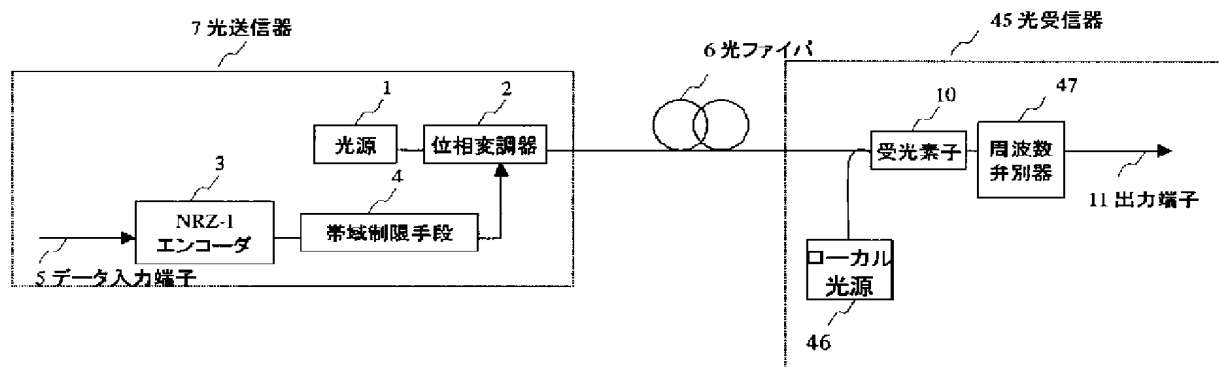 7 光送信器
45 光受信器
6 光ファイバ
1
2
10
47
光源
位相変調器
受光素子
周波数
弁別器
3
4
NRZ-I
エンコーダ
帯域制限手段
11 出力端子
5 データ入力端子
ローカル
光源
46